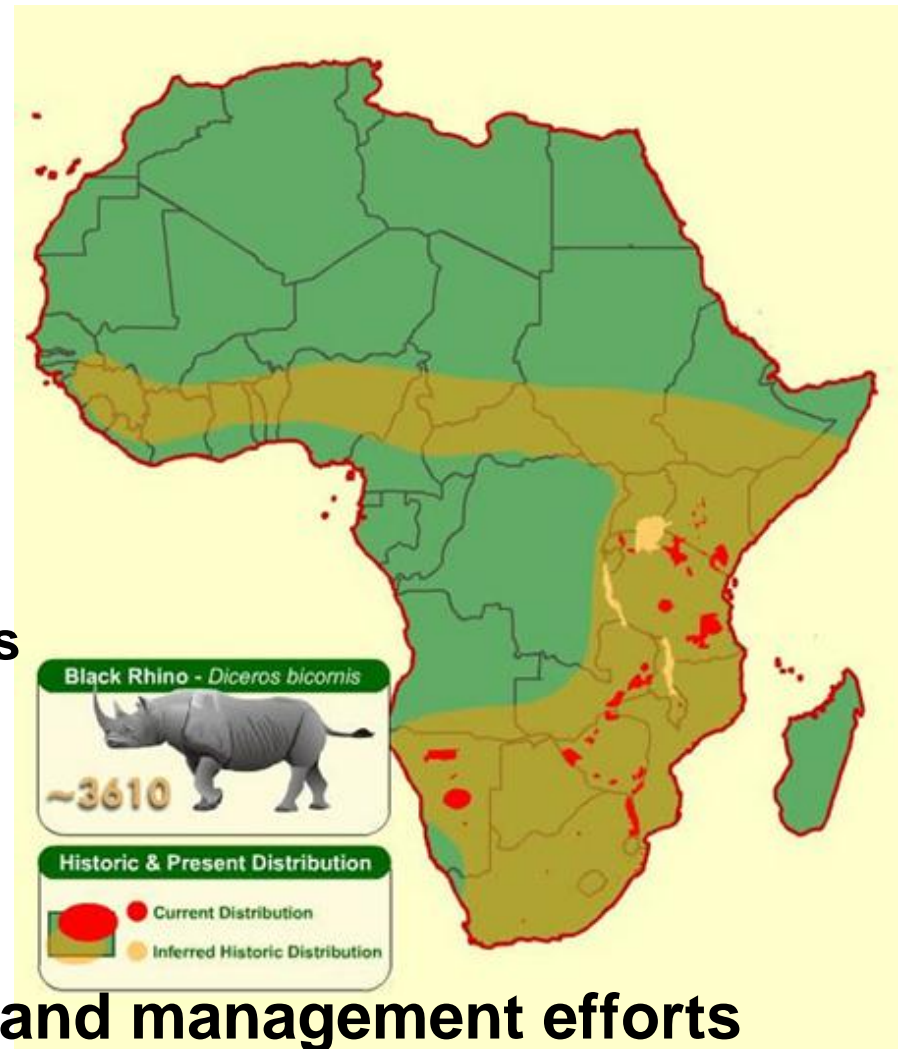 s
Black Rhino - Diceros bicornis
~3610
Historic & Present Distribution
Current Distribution
Inferred Historic Distribution
and management efforts